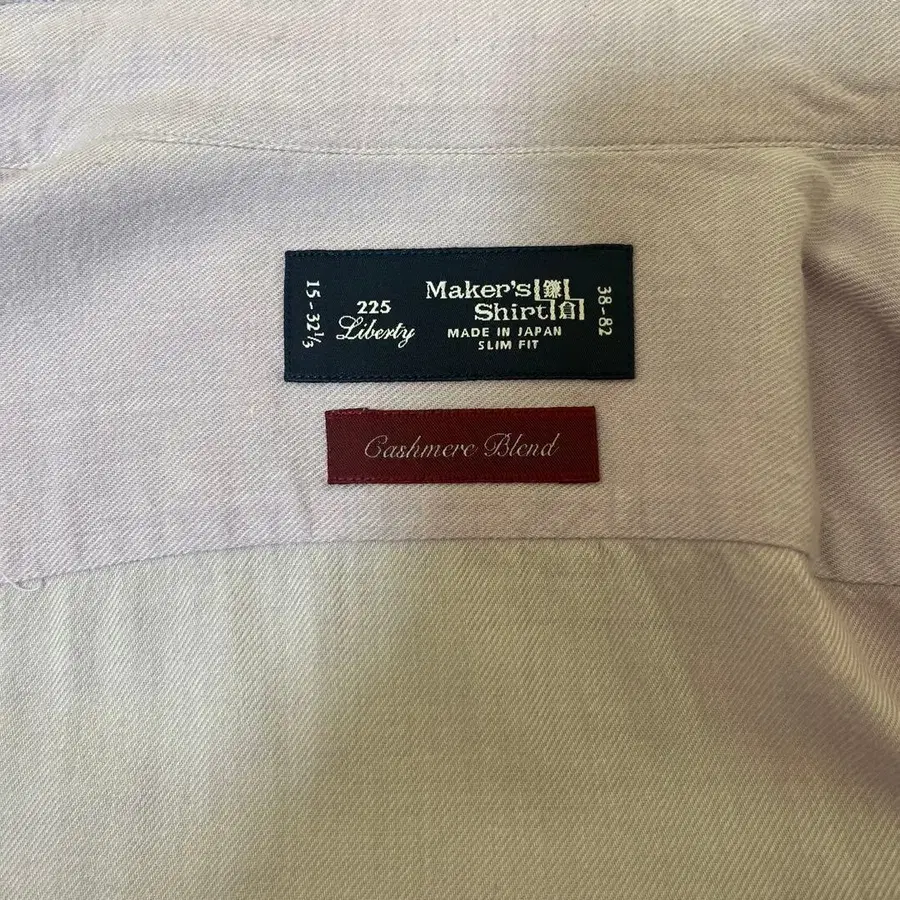 15 - 32 1/3
225
Liberty
Maker's 鎌
Shirt 倉
MADE IN JAPAN
SLIM FIT
38 - 82
Cashmere Blend